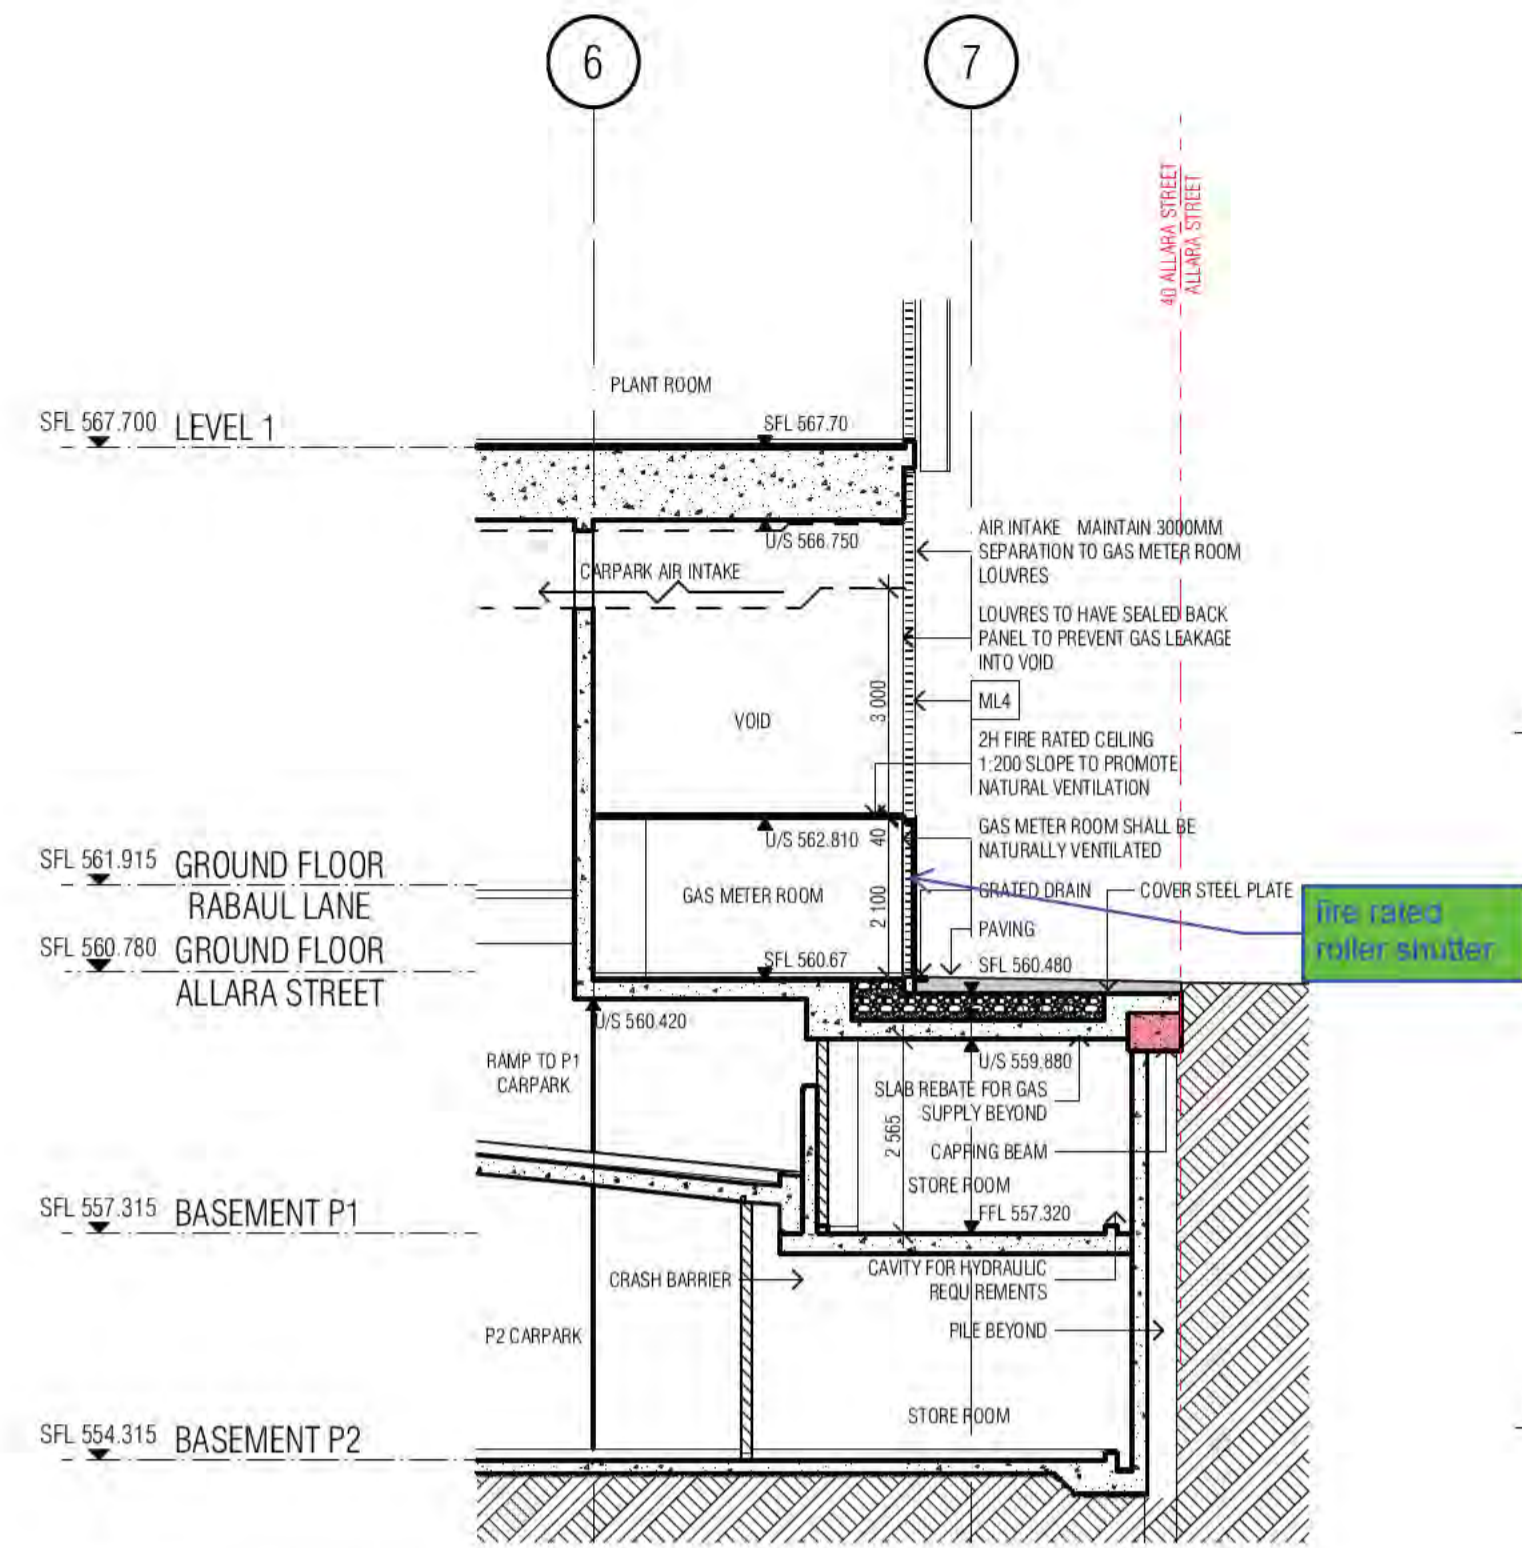 6
7
40 ALLARA STREET
ALLARA STREET
PLANT ROOM
SFL 567.700 LEVEL 1
SFL 567.70
U/S 566.750
AIR INTAKE MAINTAIN 3000MM
SEPARATION TO GAS METER ROOM
LOUVRES
CARPARK AIR INTAKE
LOUVRES TO HAVE SEALED BACK
PANEL TO PREVENT GAS LEAKAGE
INTO VOID
3 000
ML4
VOID
2H FIRE RATED CEILING
1:200 SLOPE TO PROMOTE
NATURAL VENTILATION
U/S 562.810
40
GAS METER ROOM SHALL BE
NATURALLY VENTILATED
SFL 561.915 GROUND FLOOR
RABAUL LANE
GAS METER ROOM
2 100
GRATED DRAIN
COVER STEEL PLATE
fire rated
roller shutter
PAVING
SFL 560.780 GROUND FLOOR
ALLARA STREET
SFL 560.67
SFL 560.480
U/S 560.420
RAMP TO P1
CARPARK
U/S 559.880
SLAB REBATE FOR GAS
SUPPLY BEYOND
2 565
CAPPING BEAM
STORE ROOM
SFL 557.315 BASEMENT P1
FFL 557.320
CRASH BARRIER
CAVITY FOR HYDRAULIC
REQUIREMENTS
P2 CARPARK
PILE BEYOND
STORE ROOM
SFL 554.315 BASEMENT P2